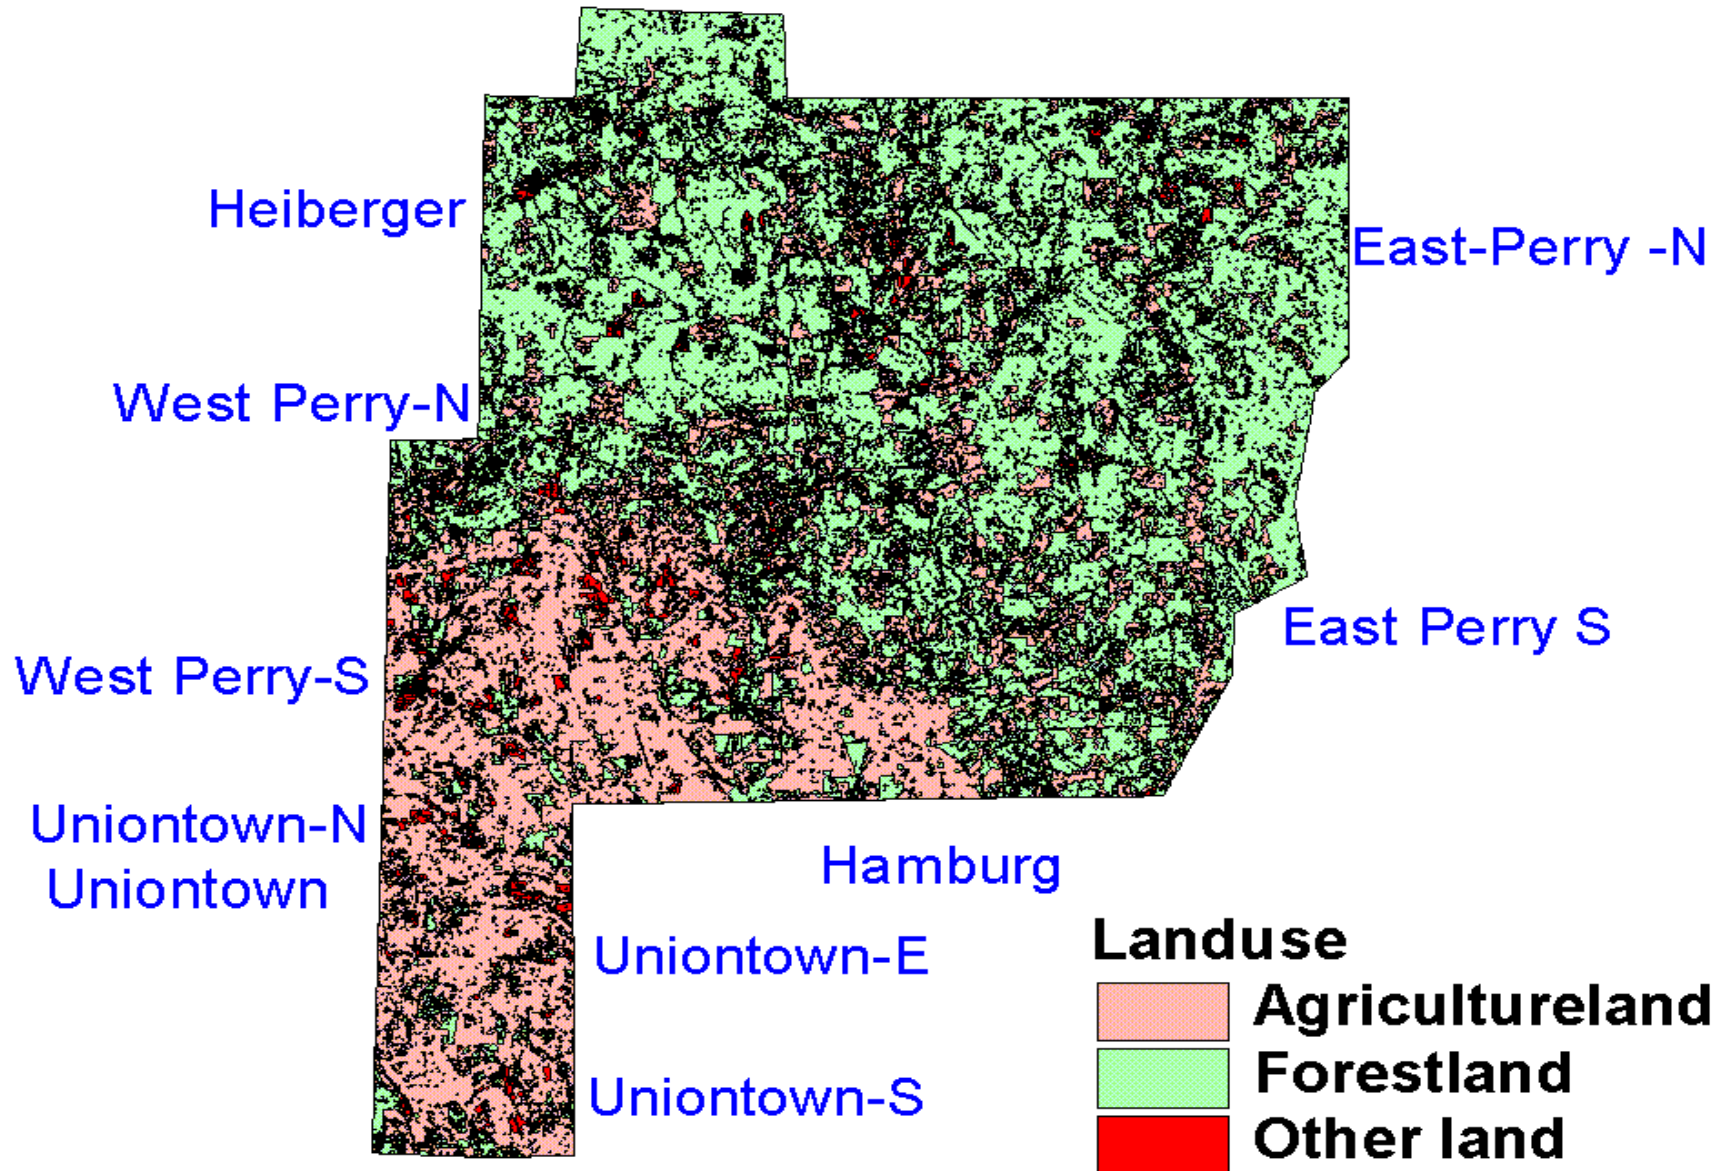 Heiberger
East-Perry -N
West Perry-N
East Perry S
West Perry-S
Uniontown-N
Uniontown
Hamburg
Uniontown-E
Uniontown-S
Landuse
Agricultureland
Forestland
Other land